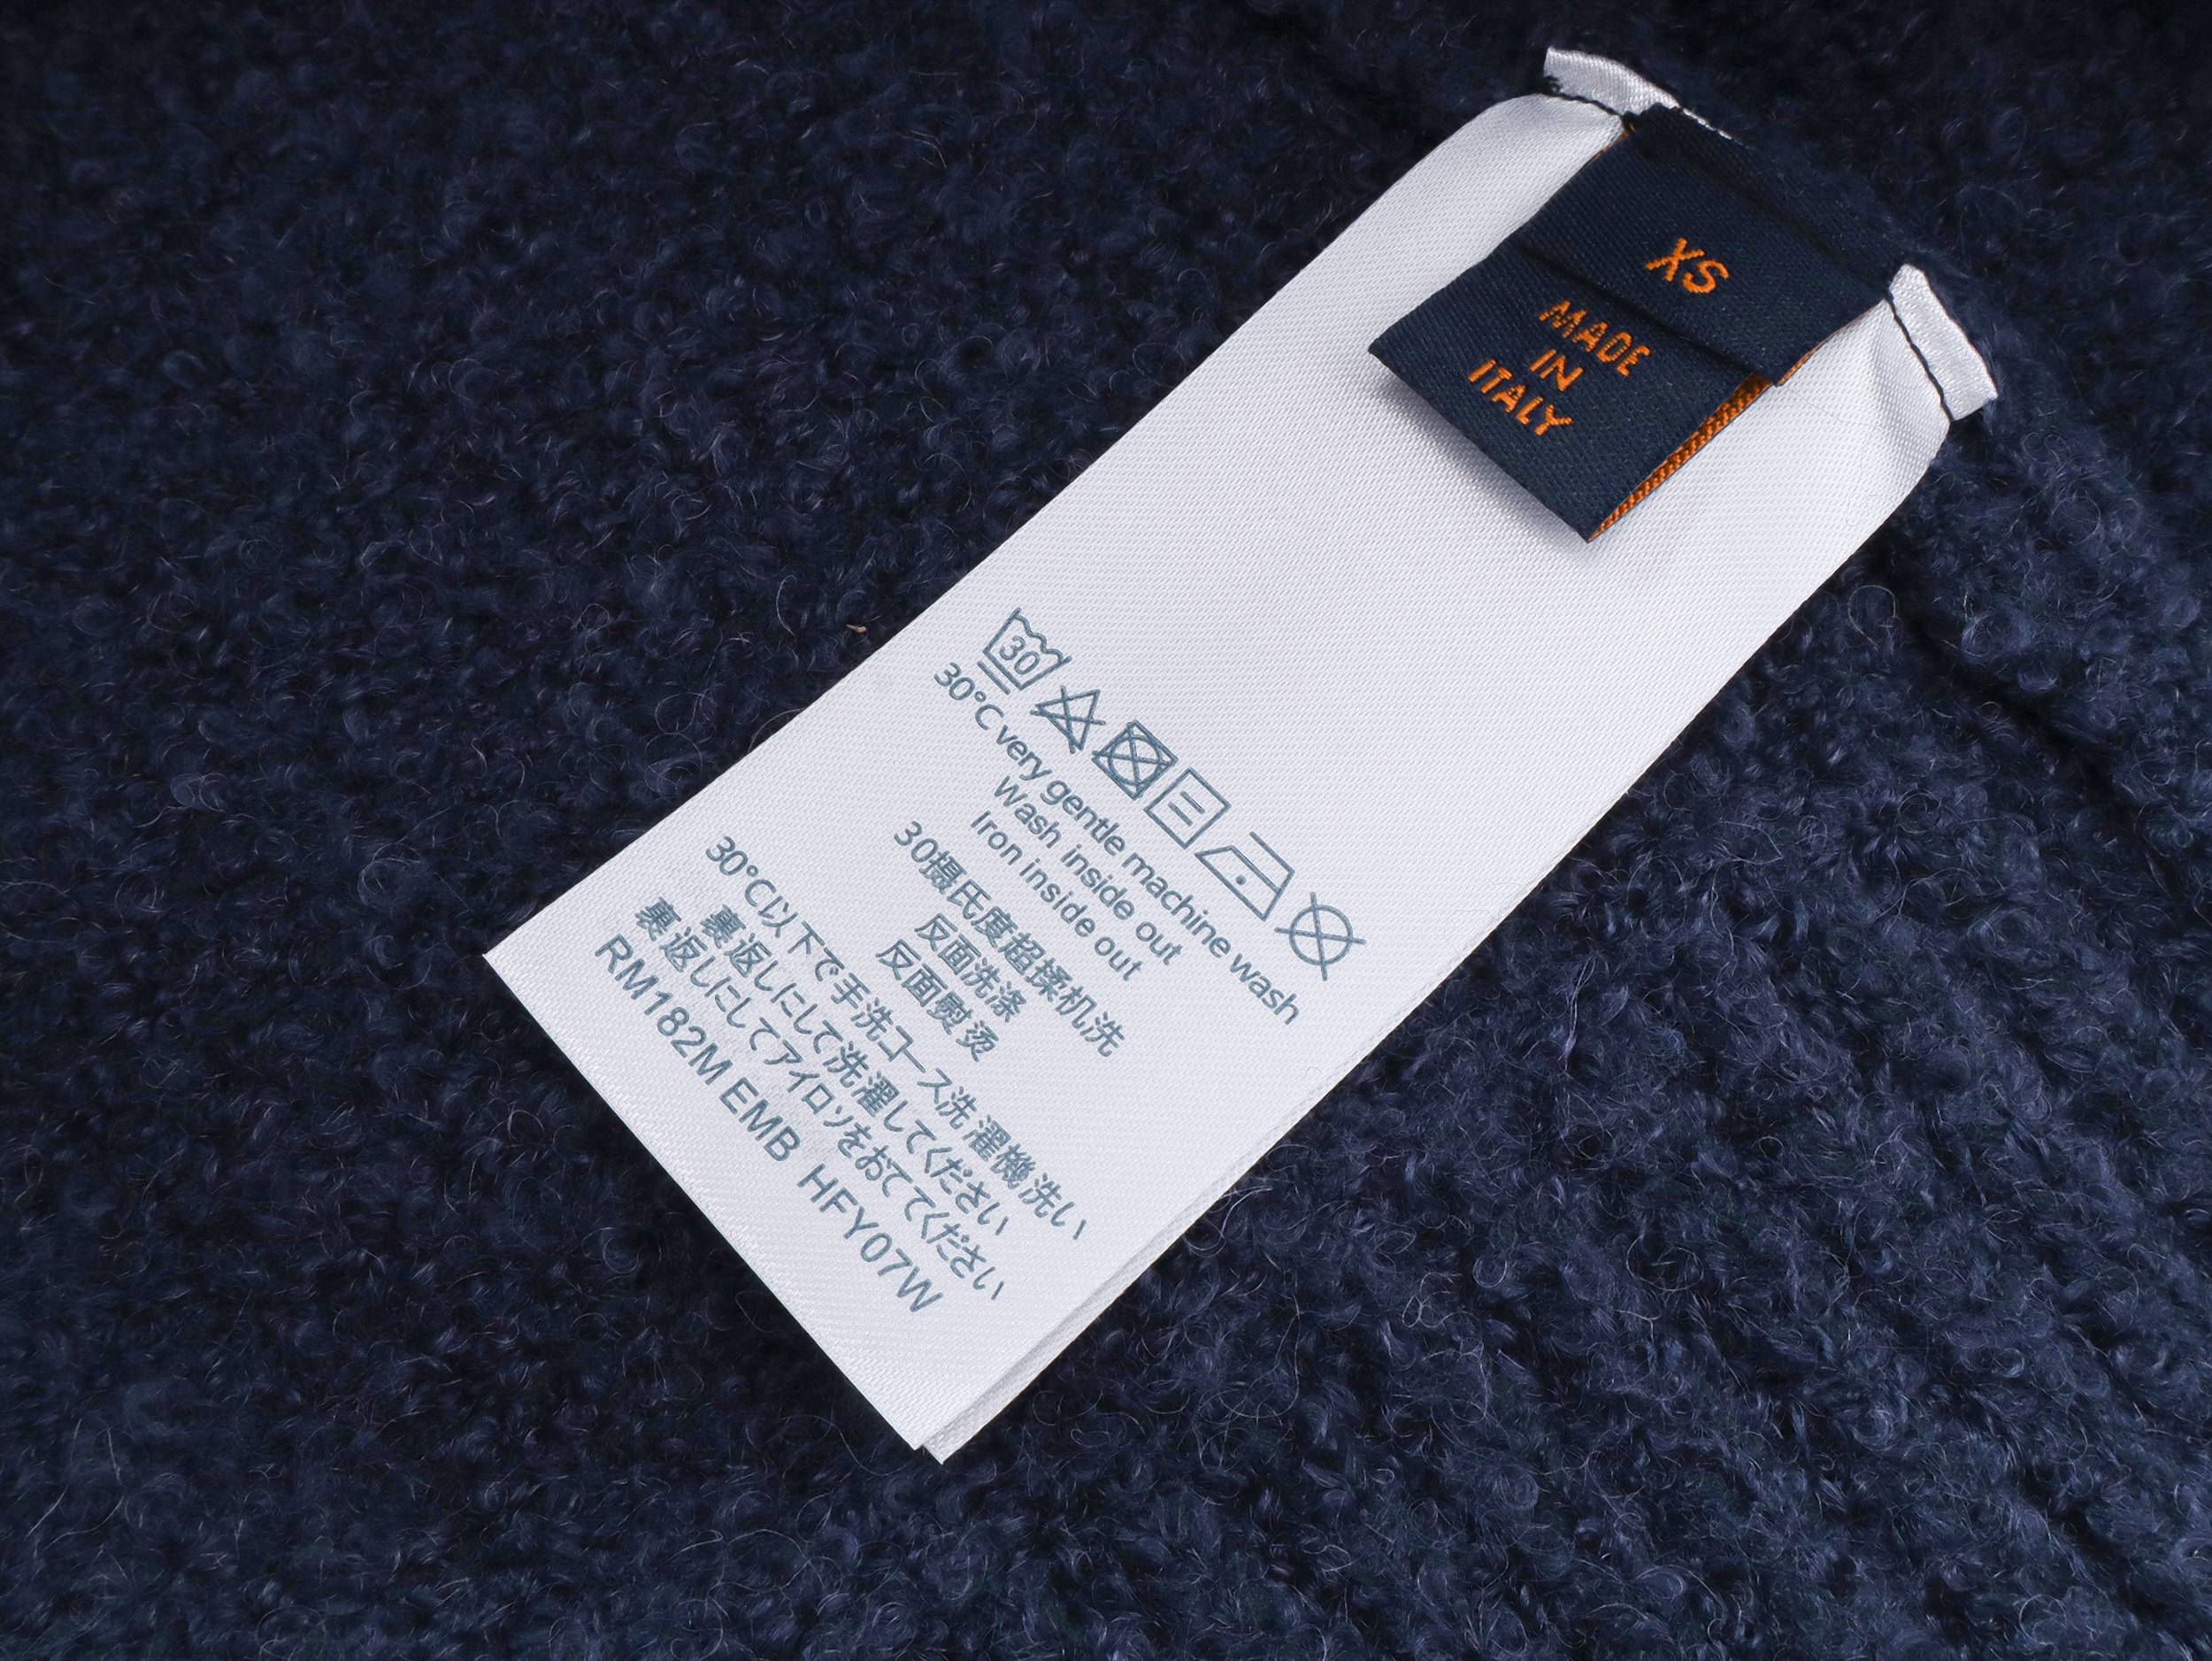 XS
MADE
IN
ITALY
30
30°C very gentle machine wash
Wash inside out
Iron inside out
30摄氏度超揉机洗
反面洗涤
反面熨烫
30°C以下で手洗コース洗濯機洗い
裏返しにして洗濯してください
裏返しにしてアイロソをおててください
RM182M EMB HFY07W